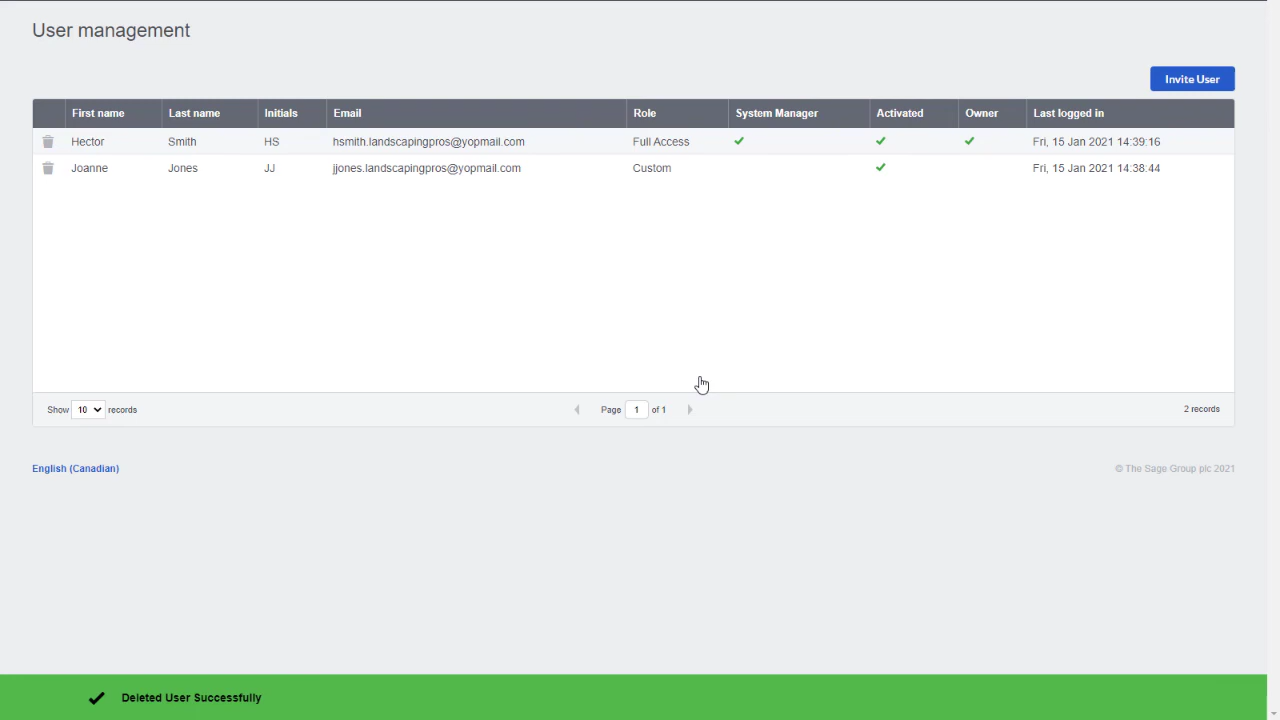 User management
Invite User
First name Last name Initials Email Role System Manager Activated Owner Last logged in
Hector Smith HS hsmith.landscapingpros@yopmail.com Full Access Fri, 15 Jan 2021 14:39:16
Joanne Jones JJ jjones.landscapingpros@yopmail.com Custom Fri, 15 Jan 2021 14:38:44
Show 10 records Page 1 of 1 2 records
English (Canadian) © The Sage Group plc 2021
Deleted User Successfully